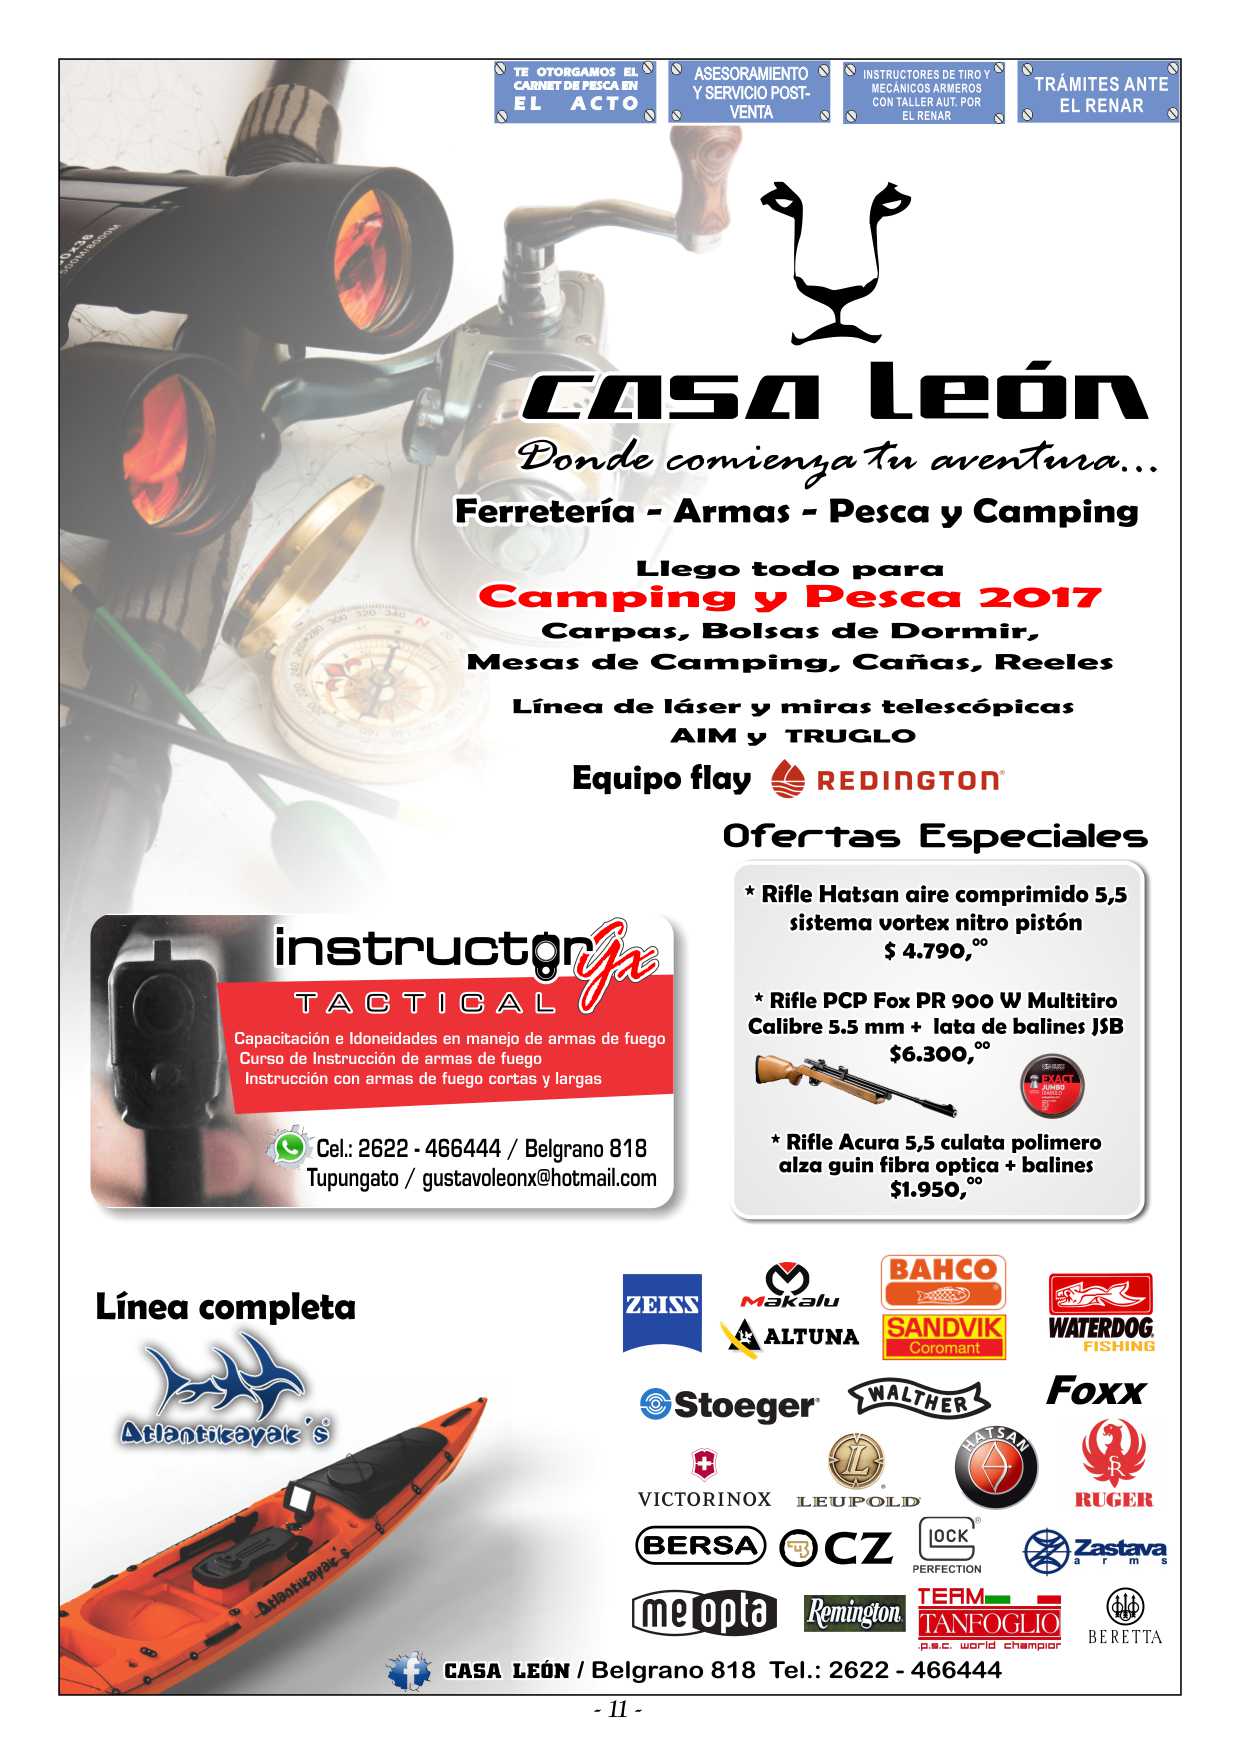 TE OTORGAMOS EL
CARNET DE PESCA EN
EL ACTO
ASESORAMIENTO
Y SERVICIO POST-
VENTA
INSTRUCTORES DE TIRO Y
MECÁNICOS ARMEROS
CON TALLER AUT. POR
EL RENAR
TRÁMITES ANTE
EL RENAR
CASA LEÓN
Donde comienza tu aventura...
Ferretería - Armas - Pesca y Camping
Llego todo para
Camping y Pesca 2017
Carpas, Bolsas de Dormir,
Mesas de Camping, Cañas, Reeles
Línea de láser y miras telescópicas
AIM y TRUGLO
Equipo flay REDINGTON
Ofertas Especiales
* Rifle Hatsan aire comprimido 5,5
sistema vortex nitro pistón
$ 4.790,°°
* Rifle PCP Fox PR 900 W Multitiro
Calibre 5.5 mm + lata de balines JSB
$6.300,°°
EXACT
JUMBO
* Rifle Acura 5,5 culata polimero
alza guin fibra optica + balines
$1.950,°°
instructor Gx
TACTICAL
Capacitación e Idoneidades en manejo de armas de fuego
Curso de Instrucción de armas de fuego
Instrucción con armas de fuego cortas y largas
Cel.: 2622 - 466444 / Belgrano 818
Tupungato / gustavoleonx@hotmail.com
Línea completa
Atlantikayak's
Atlantikayak's
ZEISS
Makalu
ALTUNA
BAHCO
SANDVIK
Coromant
WATERDOG
FISHING
Stoeger
WALTHER
Foxx
VICTORINOX
LEUPOLD
HATSAN
RUGER
BERSA
CZ
GLOCK
PERFECTION
Zastava
arms
meopta
Remington
TEAM
TANFOGLIO
.p.s.c. world champior
BERETTA
CASA LEÓN / Belgrano 818 Tel.: 2622 - 466444
- 11 -